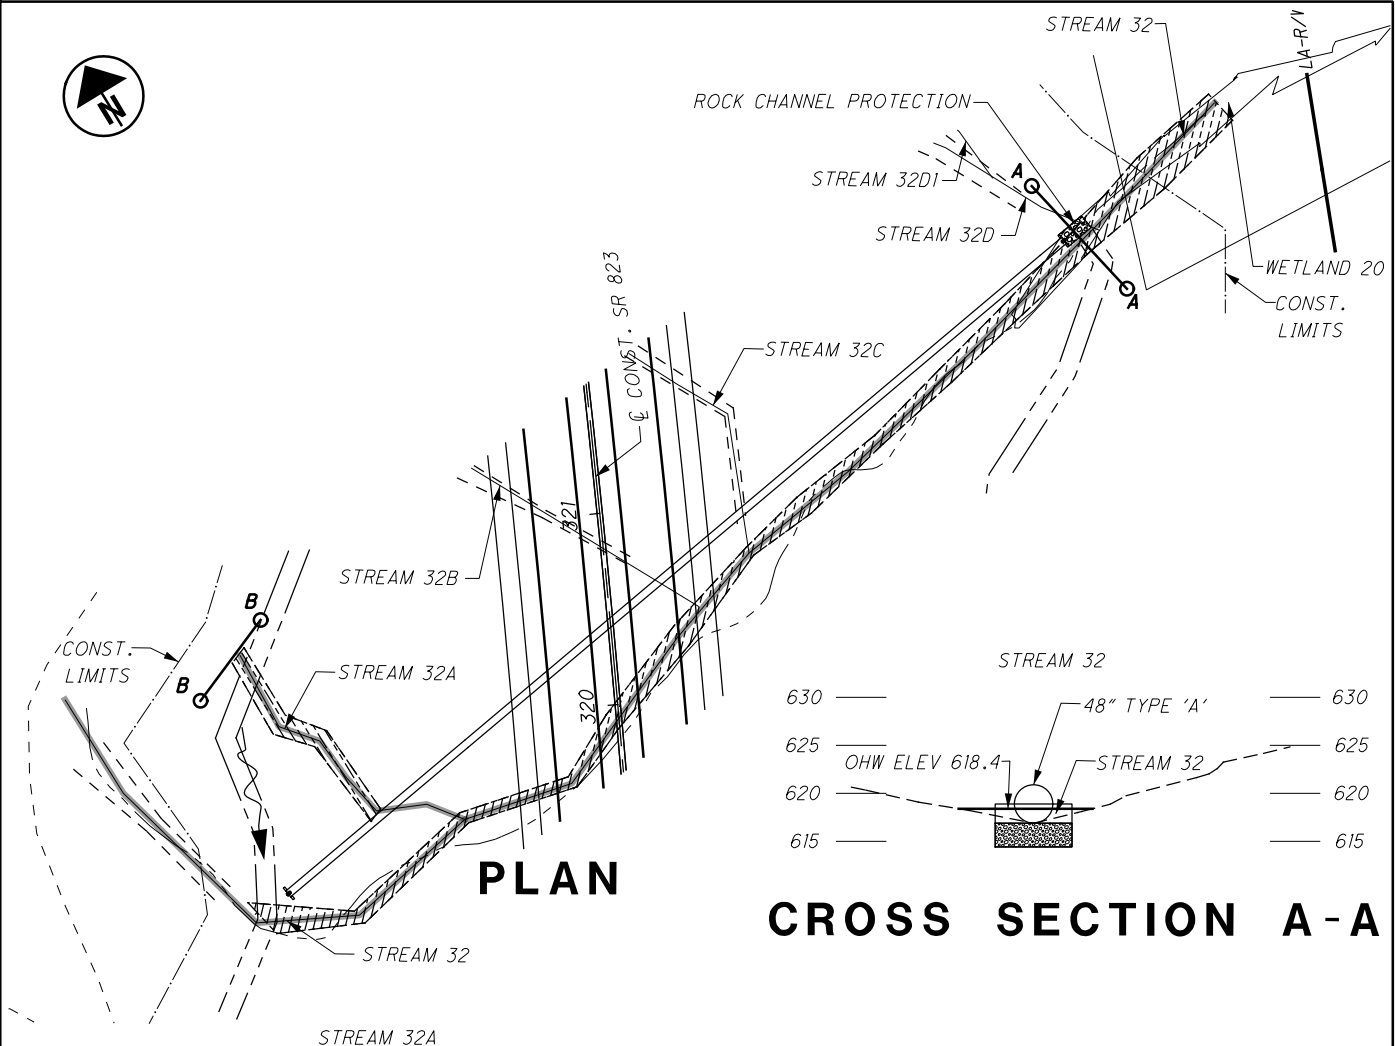 STREAM 32
LA-R/W
N
ROCK CHANNEL PROTECTION
STREAM 32D1
A
STREAM 32D
WETLAND 20
A
CONST.
LIMITS
℄ CONST. SR 823
STREAM 32C
321
STREAM 32B
B
CONST.
LIMITS
B
STREAM 32A
320
STREAM 32
630
630
48" TYPE 'A'
625
625
OHW ELEV 618.4
STREAM 32
620
620
615
615
PLAN
CROSS SECTION A-A
STREAM 32
STREAM 32A